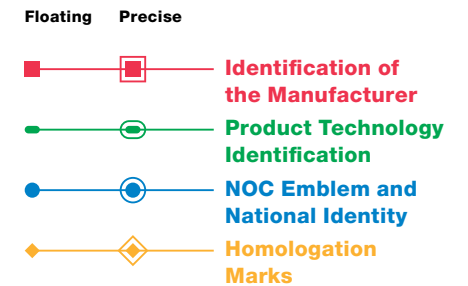 Floating Precise
Identification of
the Manufacturer
Product Technology
Identification
NOC Emblem and
National Identity
Homologation
Marks